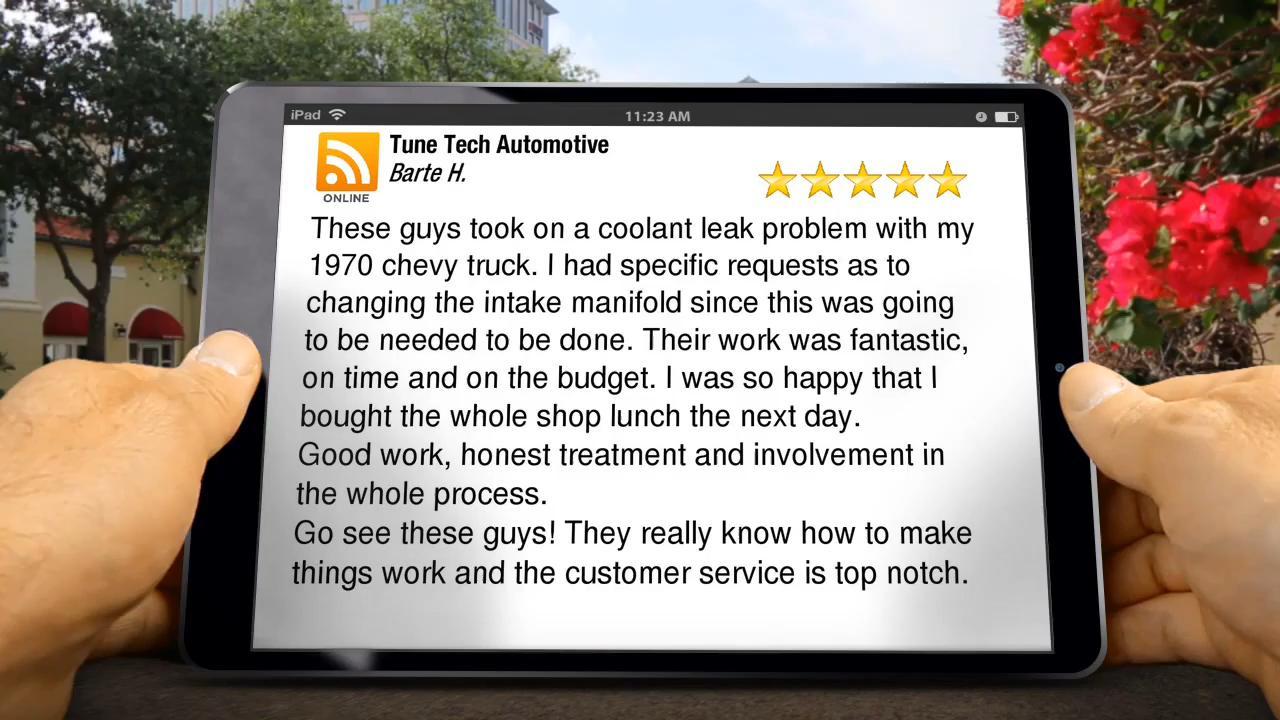 iPad
11:23 AM
Tune Tech Automotive
Barte H.
ONLINE
These guys took on a coolant leak problem with my
1970 chevy truck. I had specific requests as to
changing the intake manifold since this was going
to be needed to be done. Their work was fantastic,
on time and on the budget. I was so happy that I
bought the whole shop lunch the next day.
Good work, honest treatment and involvement in
the whole process.
Go see these guys! They really know how to make
things work and the customer service is top notch.